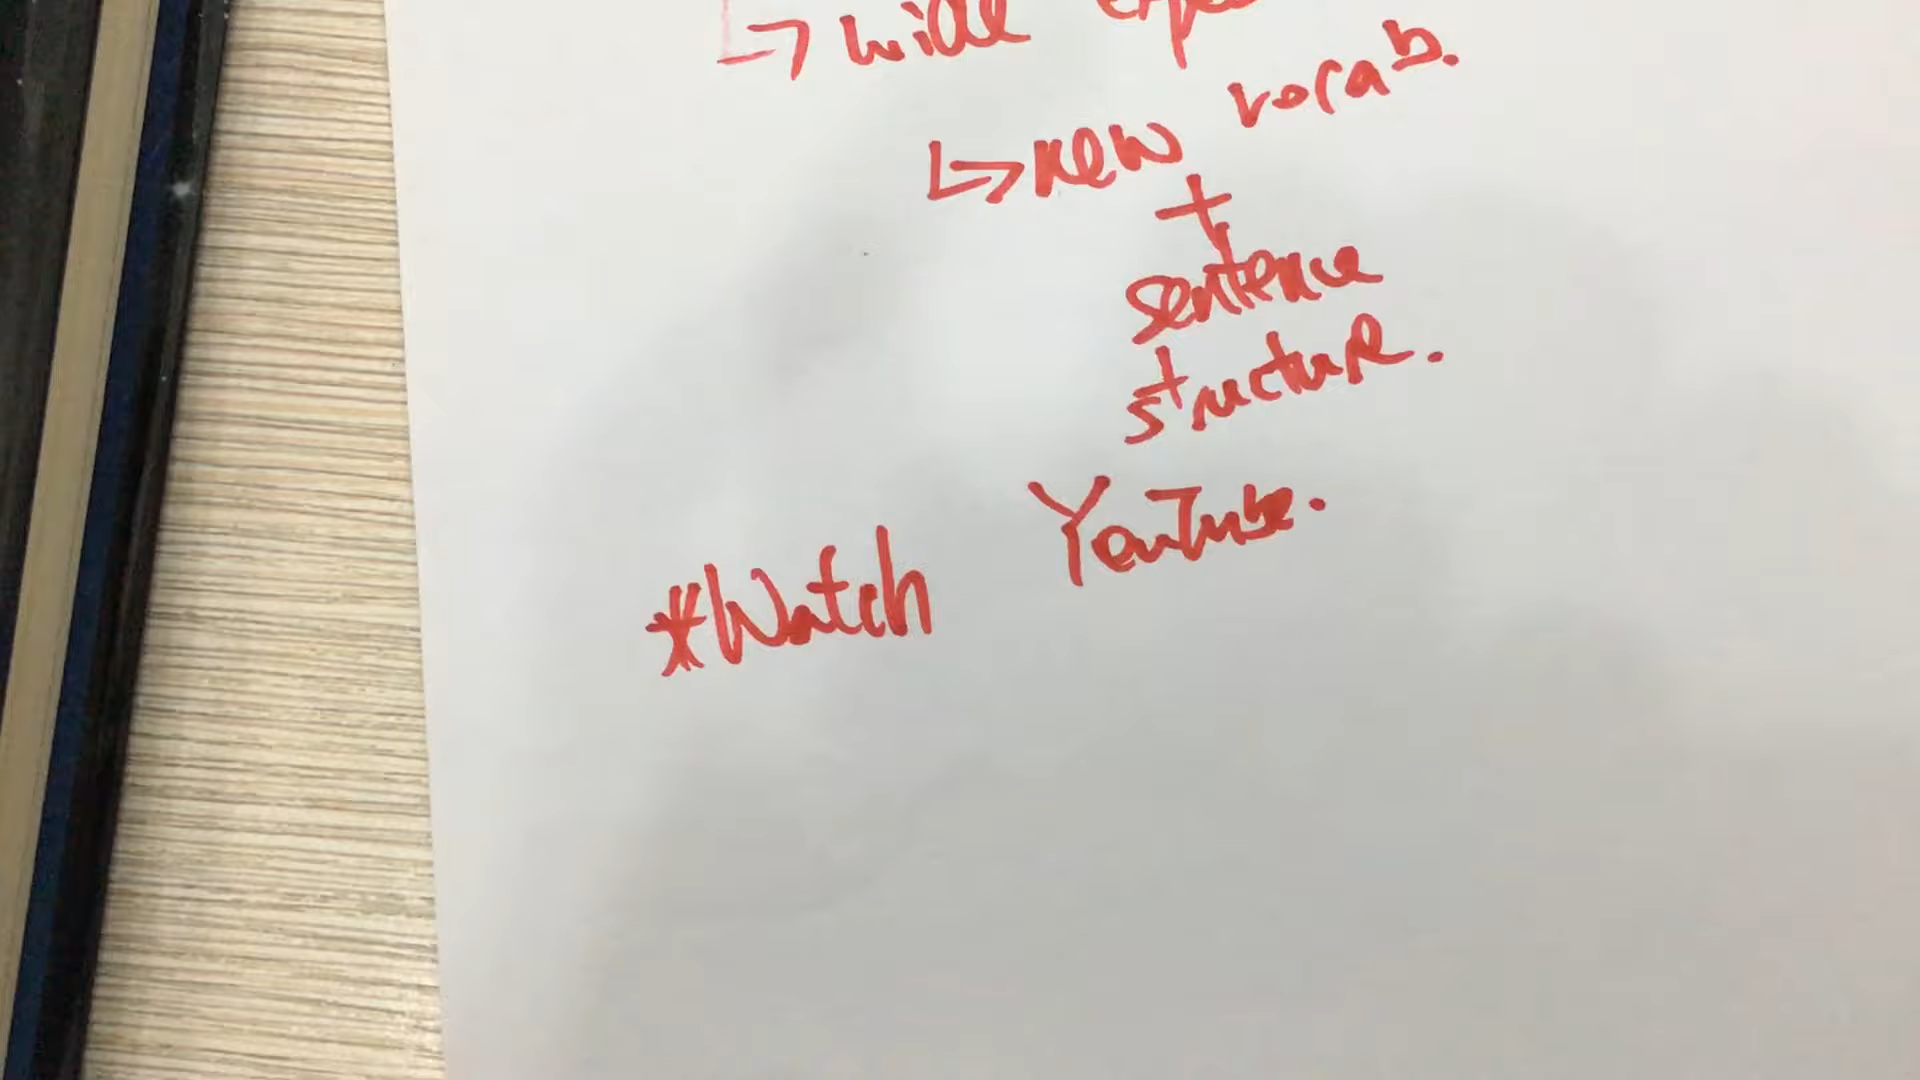 ↳ wide
↳ new vocab.
+
sentence
structure.
*Watch YouTube.